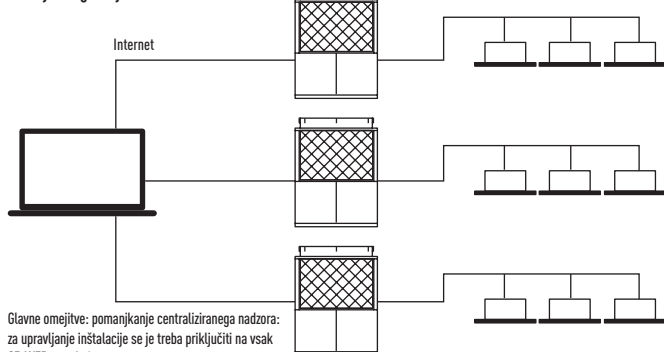 Internet
Glavne omejitve: pomanjkanje centraliziranega nadzora:
za upravljanje inštalacije se je treba priključiti na vsak